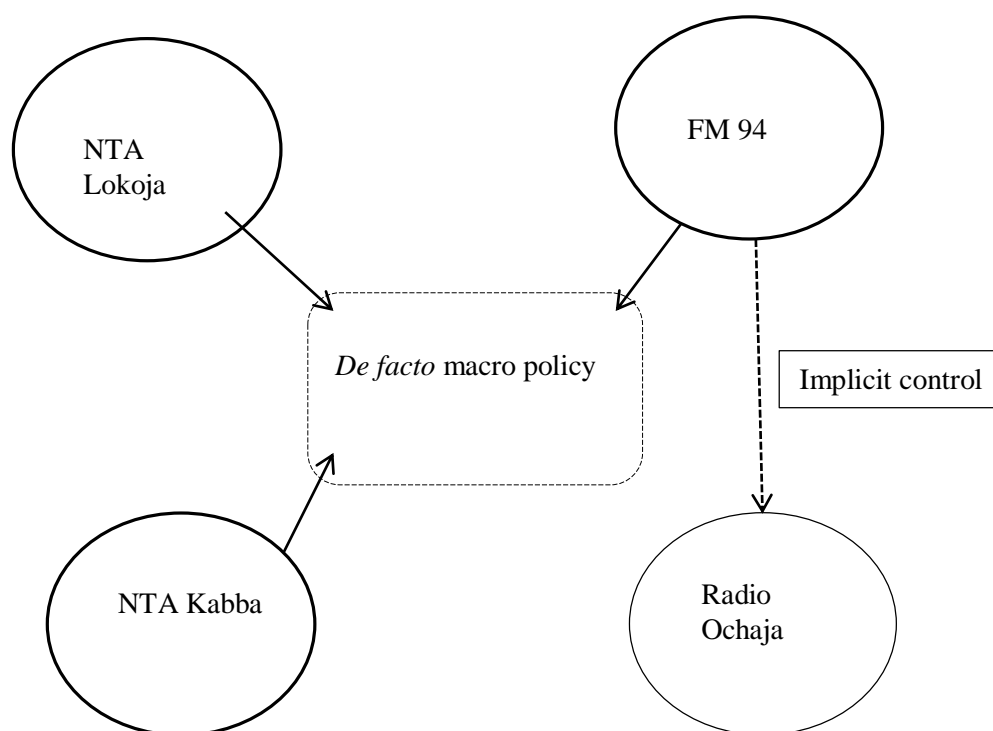 NTA
Lokoja
FM 94
De facto macro policy
Implicit control
NTA Kabba
Radio
Ochaja